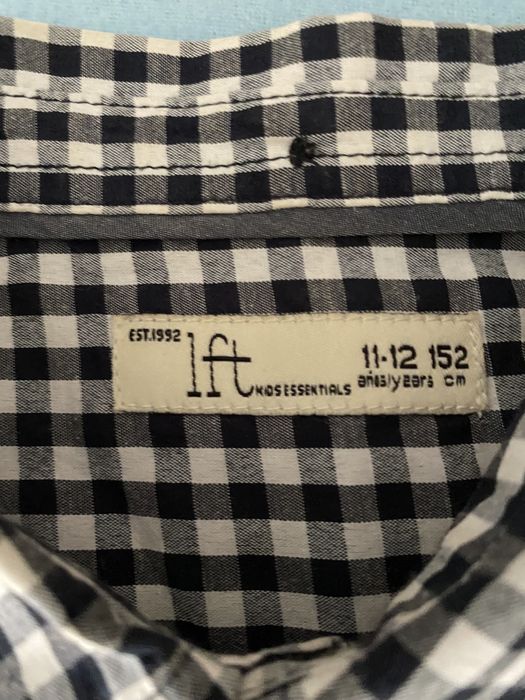 EST.1992
lft
KIDS ESSENTIALS
11-12 152
años/years cm